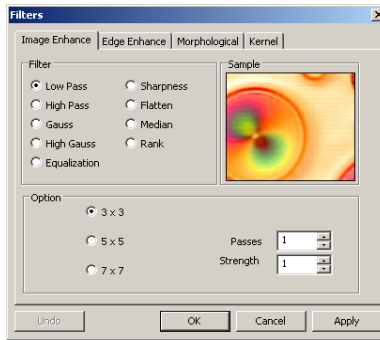 Filters
Image Enhance Edge Enhance Morphological Kernel
Filter Sample
Low Pass Sharpness
High Pass Flatten
Gauss Median
High Gauss Rank
Equalization
Option
3 x 3
5 x 5 Passes 1
Strength 1
7 x 7
Undo OK Cancel Apply